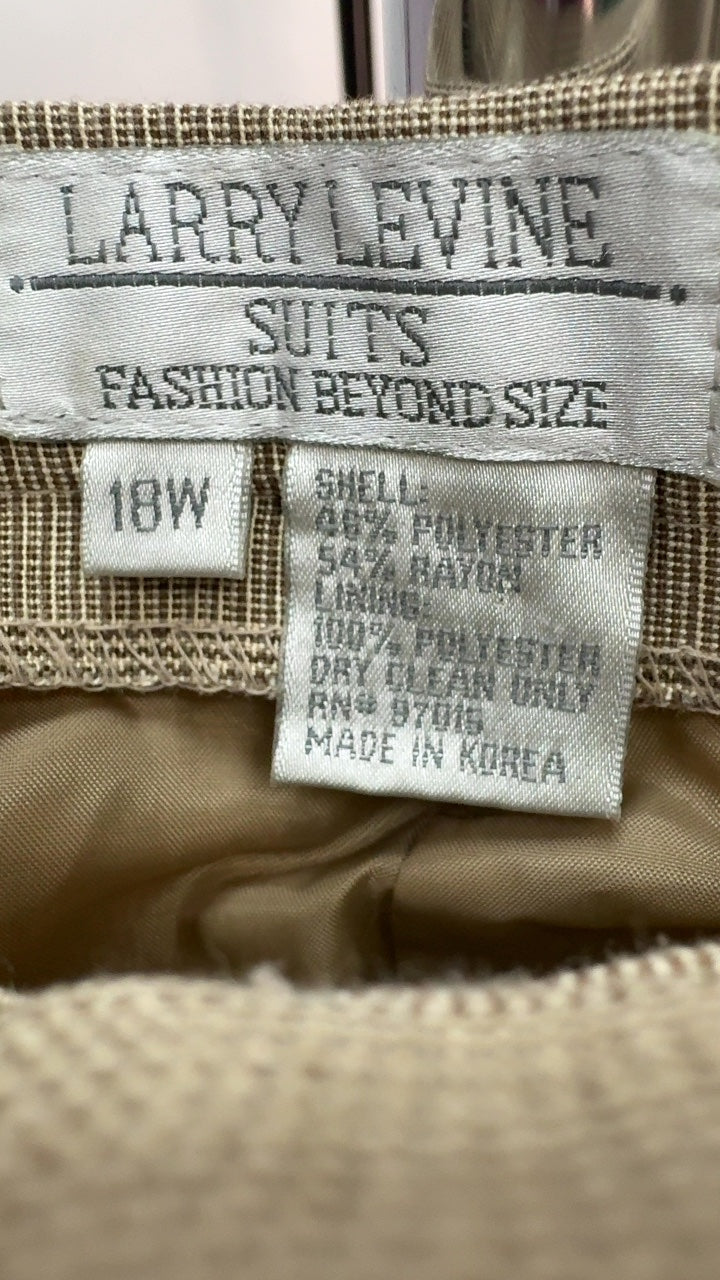 LARRY LEVINE
SUITS
FASHION BEYOND SIZE
18W
SHELL:
46% POLYESTER
54% RAYON
LINING:
100% POLYESTER
DRY CLEAN ONLY
RN# 97015
MADE IN KOREA